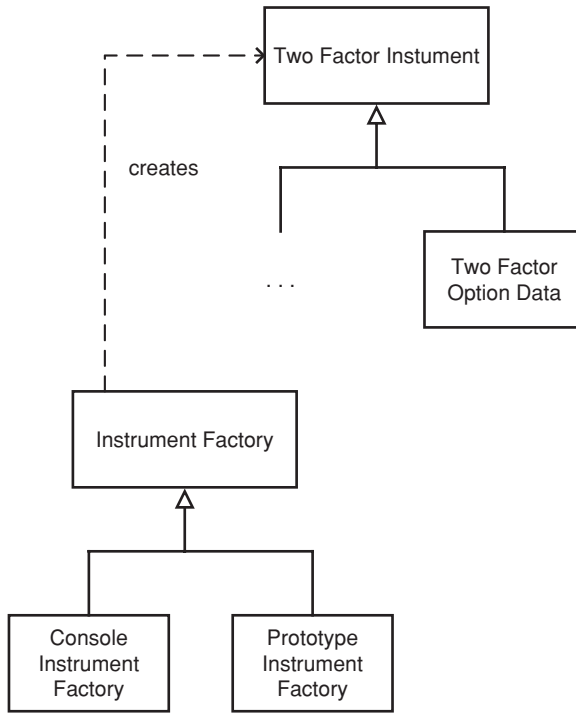 Two Factor Instument
creates
Two Factor
Option Data
. . .
Instrument Factory
Console
Instrument
Factory
Prototype
Instrument
Factory